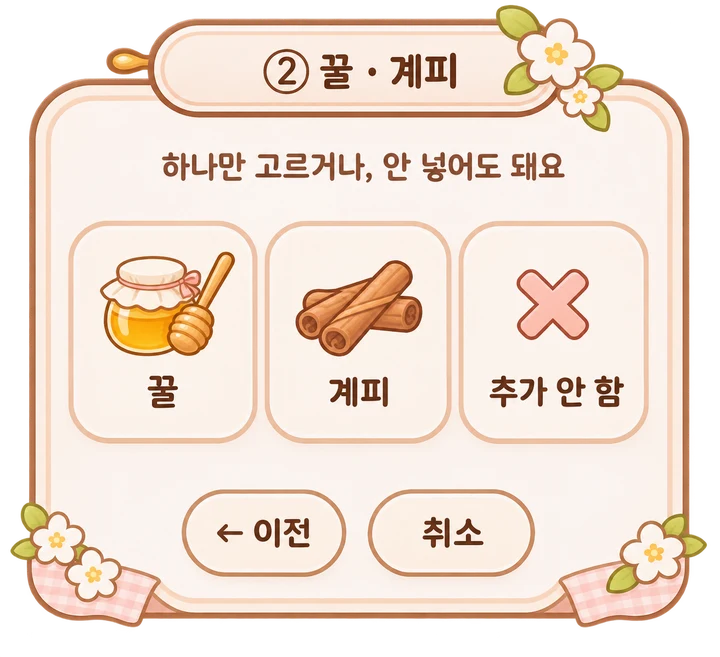 ② 꿀 · 계피
하나만 고르거나, 안 넣어도 돼요
꿀
계피
추가 안 함
← 이전
취소